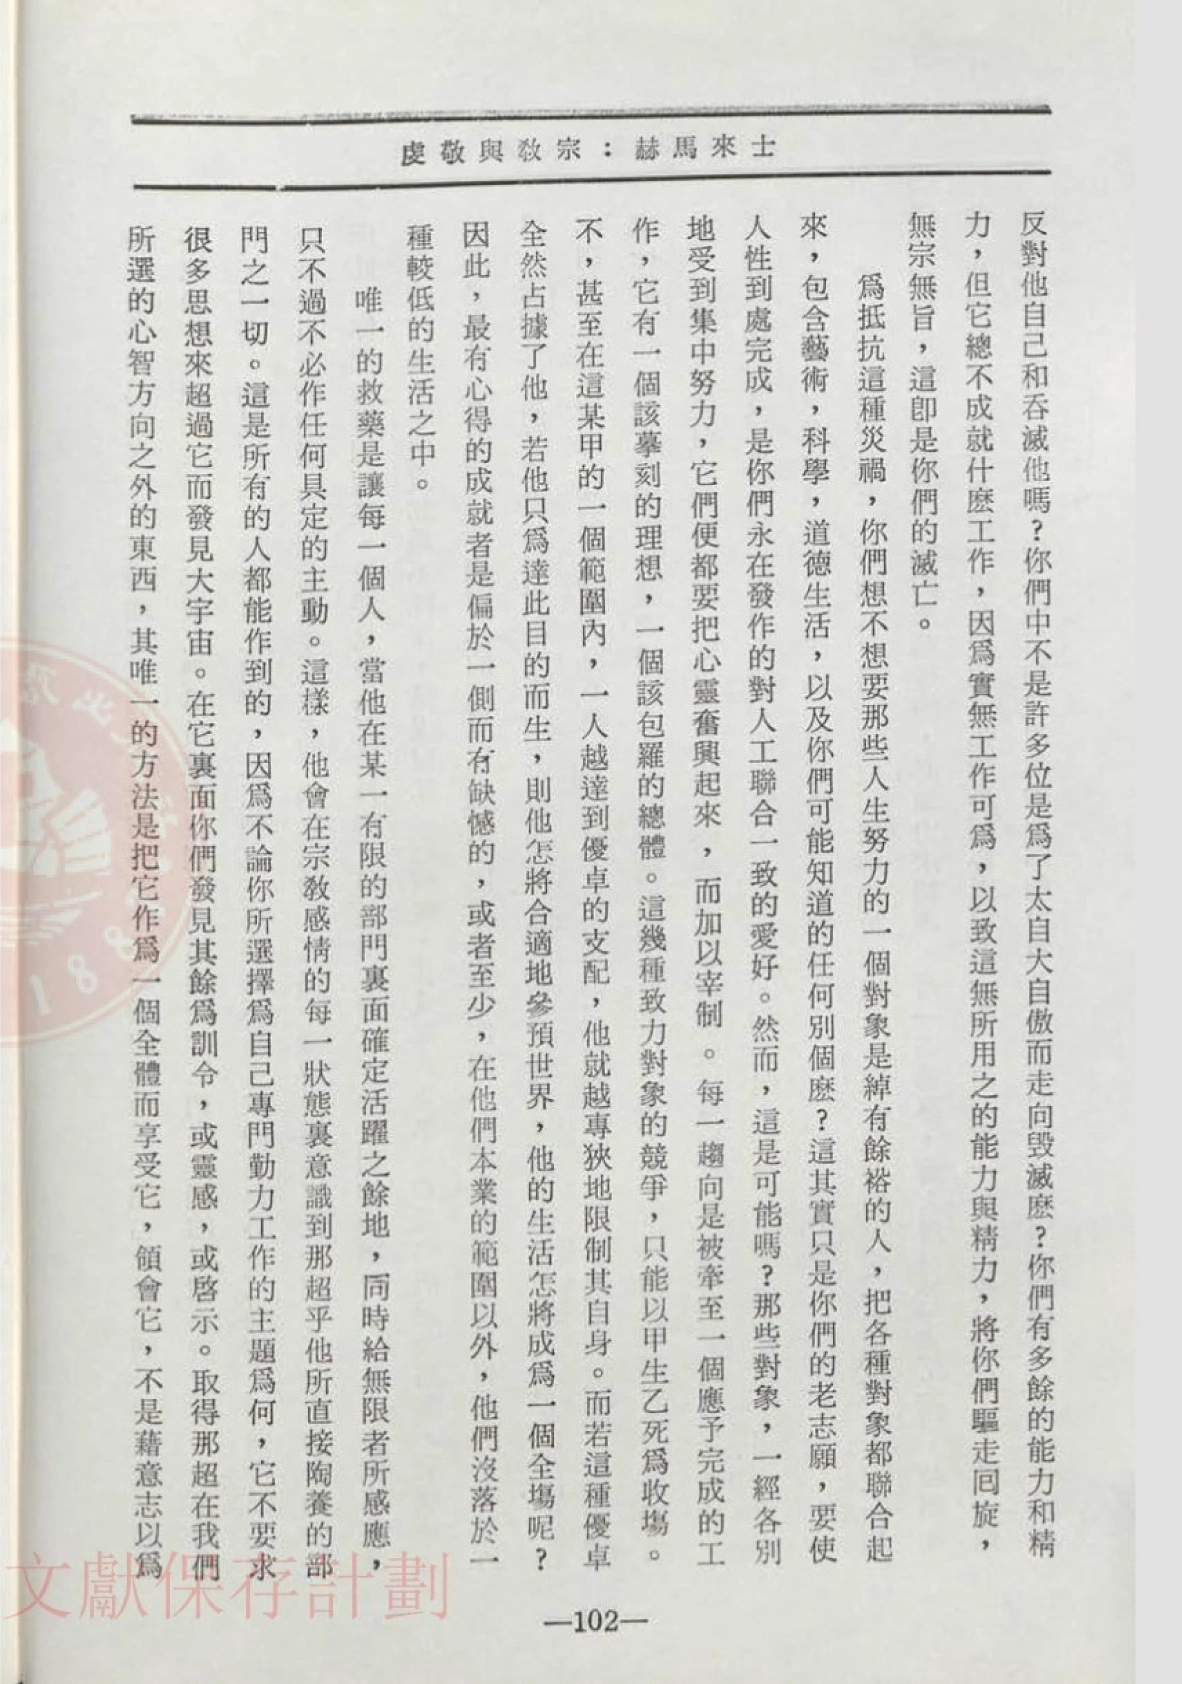 士來馬赫:宗教與敬虔
反對他自己和吞滅他嗎?你們中不是許多位是爲了太自大自傲而走向毀滅麽?你們有多餘的能力和精
力,但它總不成就什麽工作,因爲實無工作可爲,以致這無所用之的能力與精力,將你們驅走回旋,
無宗無旨,這卽是你們的滅亡。
爲抵抗這種災禍,你們想不想要那些人生努力的一個對象是綽有餘裕的人,把各種對象都聯合起
來,包含藝術,科學,道德生活,以及你們可能知道的任何別個麽?這其實只是你們的老志願,要使
人性到處完成,是你們永在發作的對人工聯合一致的愛好。然而,這是可能嗎?那些對象,一經各別
地受到集中努力,它們便都要把心靈奮興起來,而加以宰制。每一趨向是被牽至一個應予完成的工
作,它有一個該摹刻的理想,一個該包羅的總體。這幾種致力對象的競爭,只能以甲生乙死爲收場。
不,甚至在這某甲的一個範圍內,一人越達到優卓的支配,他就越專狹地限制其自身。而若這種優卓
全然占據了他,若他只爲達此目的而生,則他怎將合適地參預世界,他的生活怎將成爲一個全塲呢?
因此,最有心得的成就者是偏於一側而有缺憾的,或者至少,在他們本業的範圍以外,他們沒落於一
種較低的生活之中。
唯一的救藥是讓每一個人,當他在某一有限的部門裏面確定活躍之餘地,同時給無限者所感應,
只不過不必作任何具定的主動。這樣,他會在宗教感情的每一狀態裏意識到那超乎他所直接陶養的部
門之一切。這是所有的人都能作到的,因爲不論你所選擇爲自己專門勤力工作的主題爲何,它不要求
很多思想來超過它而發見大宇宙。在它裏面你們發見其餘爲訓令,或靈感,或啓示。取得那超在我們
所選的心智方向之外的東西,其唯一的方法是把它作爲一個全體而享受它,領會它,不是藉意志以爲
—102—
文獻保存計劃
188